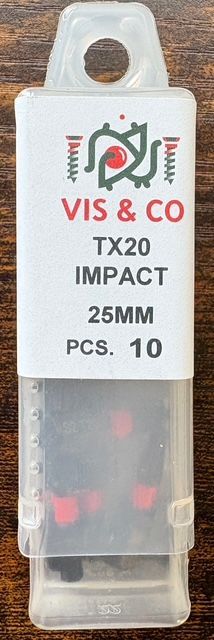 VIS & CO
TX20
IMPACT
25MM
PCS. 10